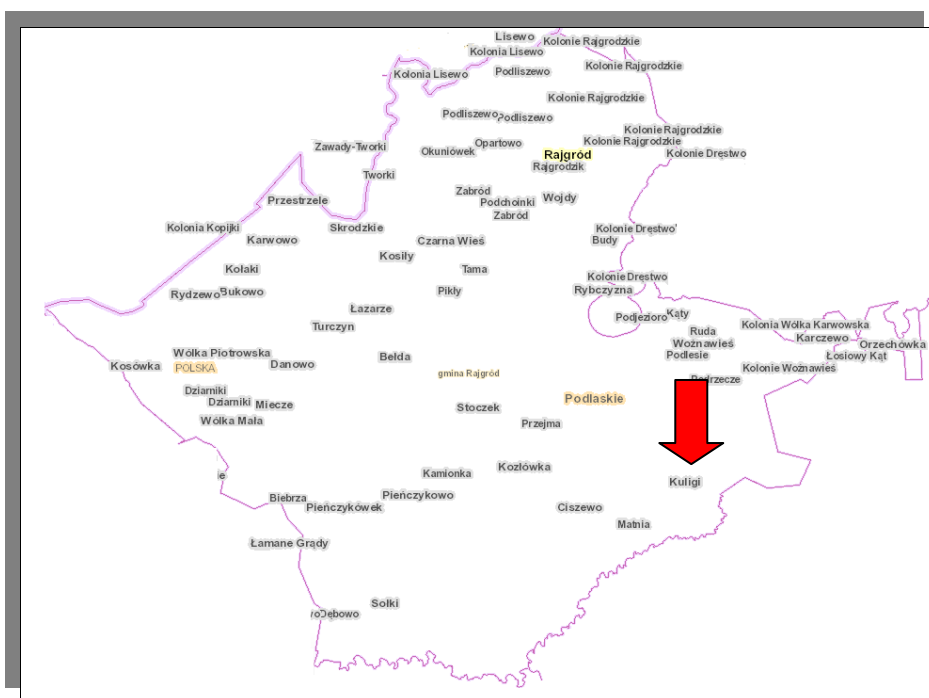 Lisewo
Kolonie Rajgrodzkie
Kolonia Lisewo
Kolonie Rajgrodzkie
Kolonia Lisewo
Podliszewo
Kolonie Rajgrodzkie
Podliszewo
Podliszewo
Kolonie Rajgrodzkie
Kolonie Rajgrodzkie
Zawady-Tworki
Okuniówek
Opartowo
Rajgród
Kolonie Dręstwo
Rajgrodzik
Tworki
Zabród
Przestrzele
Podchoinki
Wojdy
Zabród
Kolonia Kopijki
Skrodzkie
Kolonie Dręstwo
Karwowo
Czarna Wieś
Budy
Kosiły
Kołaki
Tama
Kolonie Dręstwo
Rydzewo
Bukowo
Pikły
Rybczyzna
Łazarze
Podjezioro
Kąty
Turczyn
Ruda
Kolonia Wólka Karwowska
Woźnawieś
Karczewo
Orzechówka
Wólka Piotrowska
Bełda
Podlesie
Łosiowy Kąt
Kosówka
POLSKA
Danowo
gmina Rajgród
Kolonie Woźnawieś
Dziarniki
Dziarniki
Miecze
Podlaskie
Stoczek
Wólka Mała
Przejma
Kamionka
Kozłówka
Kuligi
Biebrza
Pieńczykówek
Pieńczykowo
Ciszewo
Matnia
Łamane Grądy
Solki
Dębowo